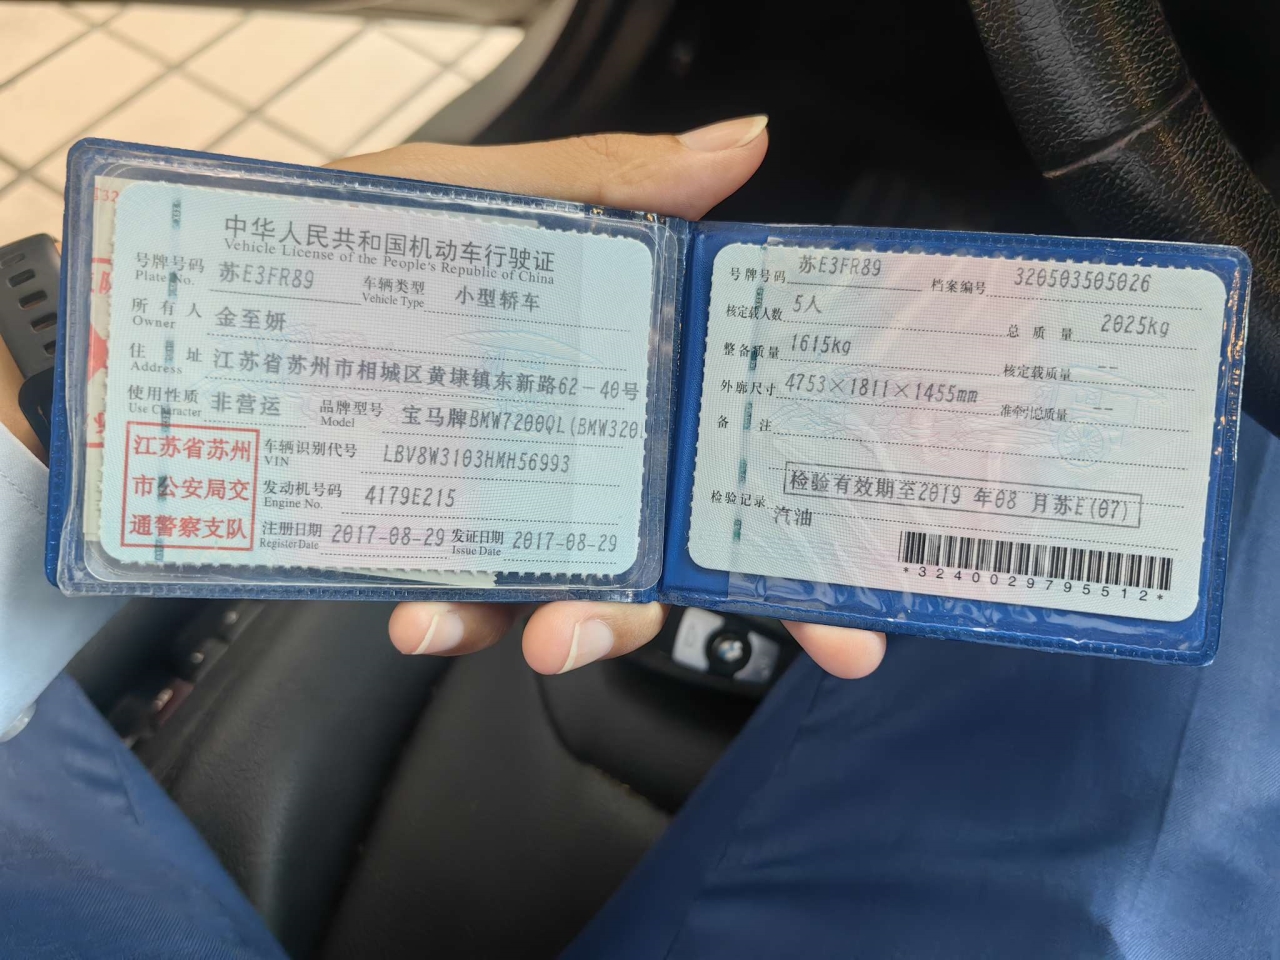 中华人民共和国机动车行驶证
Vehicle License of the People's Republic of China
号牌号码 苏E3FR89 车辆类型 小型轿车
Plate No. Vehicle Type
所有人 金至妍
Owner
住址 江苏省苏州市相城区黄埭镇东新路62-40号
Address
使用性质 非营运 品牌型号 宝马牌BMW7200QL(BMW320
Use Character Model
江苏省苏州
市公安局交
通警察支队
车辆识别代号 LBV8W3103HMH56993
VIN
发动机号码 4179E215
Engine No.
注册日期 2017-08-29 发证日期 2017-08-29
Register Date Issue Date
号牌号码 苏E3FR89 档案编号 320503505026
核定载人数 5人 总质量 2025kg
整备质量 1615kg 核定载质量 --
外廓尺寸 4753×1811×1455mm 准牵引总质量 --
备注
检验记录 检验有效期至2019 年08 月苏E(07)
汽油
*3240029795512*